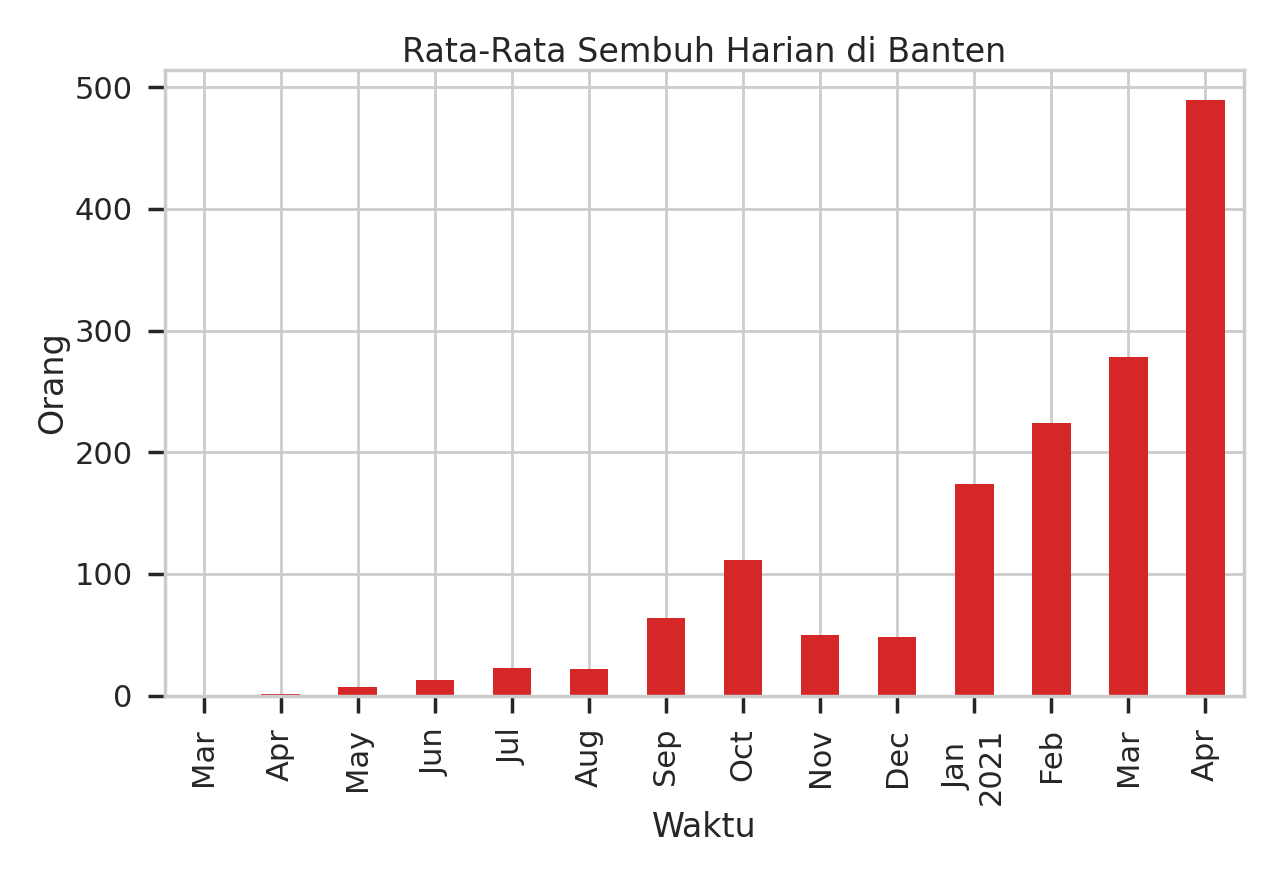 Rata-Rata Sembuh Harian di Banten
500
400
300
200
100
0
Orang
Mar
Apr
May
Jun
Jul
Aug
Sep
Oct
Nov
Dec
Jan
2021
Feb
Mar
Apr
Waktu